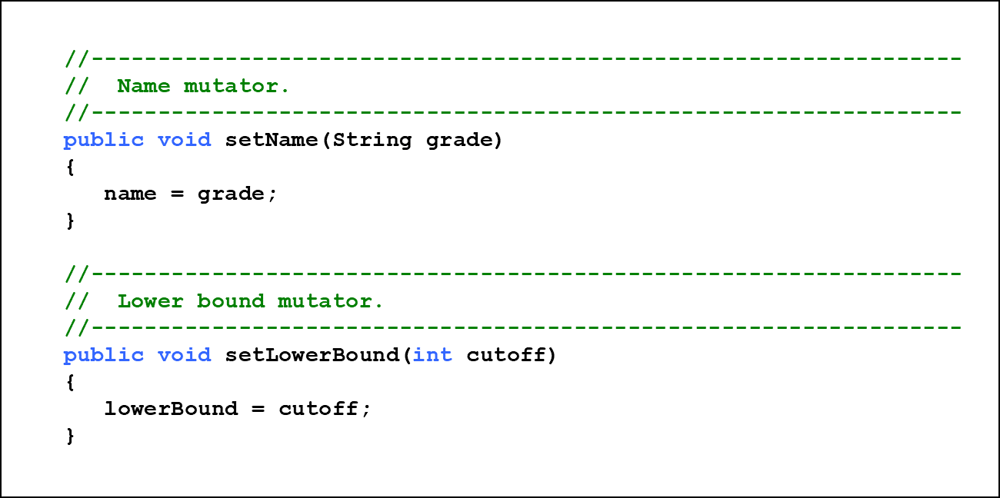 //-----------------------------------------------------------------
//  Name mutator.
//-----------------------------------------------------------------
public void setName(String grade)
{
   name = grade;
}

//-----------------------------------------------------------------
//  Lower bound mutator.
//-----------------------------------------------------------------
public void setLowerBound(int cutoff)
{
   lowerBound = cutoff;
}